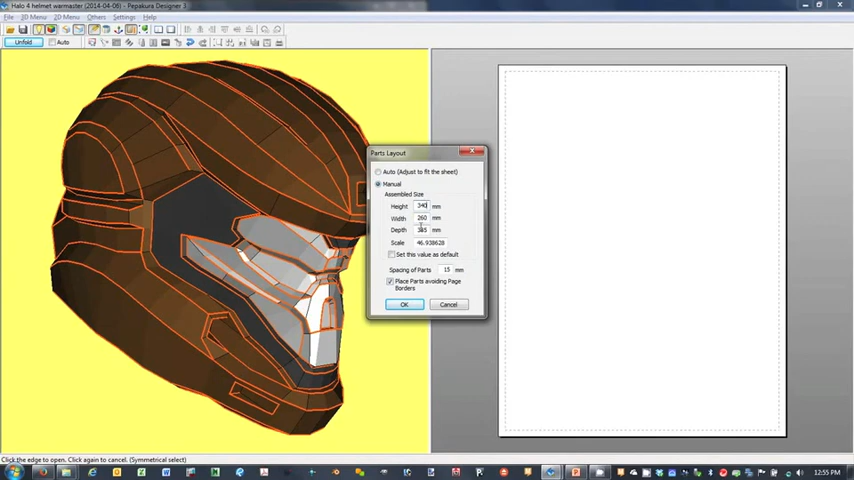 Halo 4 helmet warmaster (2014-04-06) - Pepakura Designer 3
File 3D Menu 2D Menu Others Settings Help
Unfold Auto
Parts Layout
Auto (Adjust to fit the sheet)
Manual
Assembled Size
Height 340 mm
Width 260 mm
Depth 345 mm
Scale 46.938628
Set this value as default
Spacing of Parts 15 mm
Place Parts avoiding Page
Borders
OK Cancel
Click the edge to open. Click again to cancel. (Symmetrical select)
12:55 PM